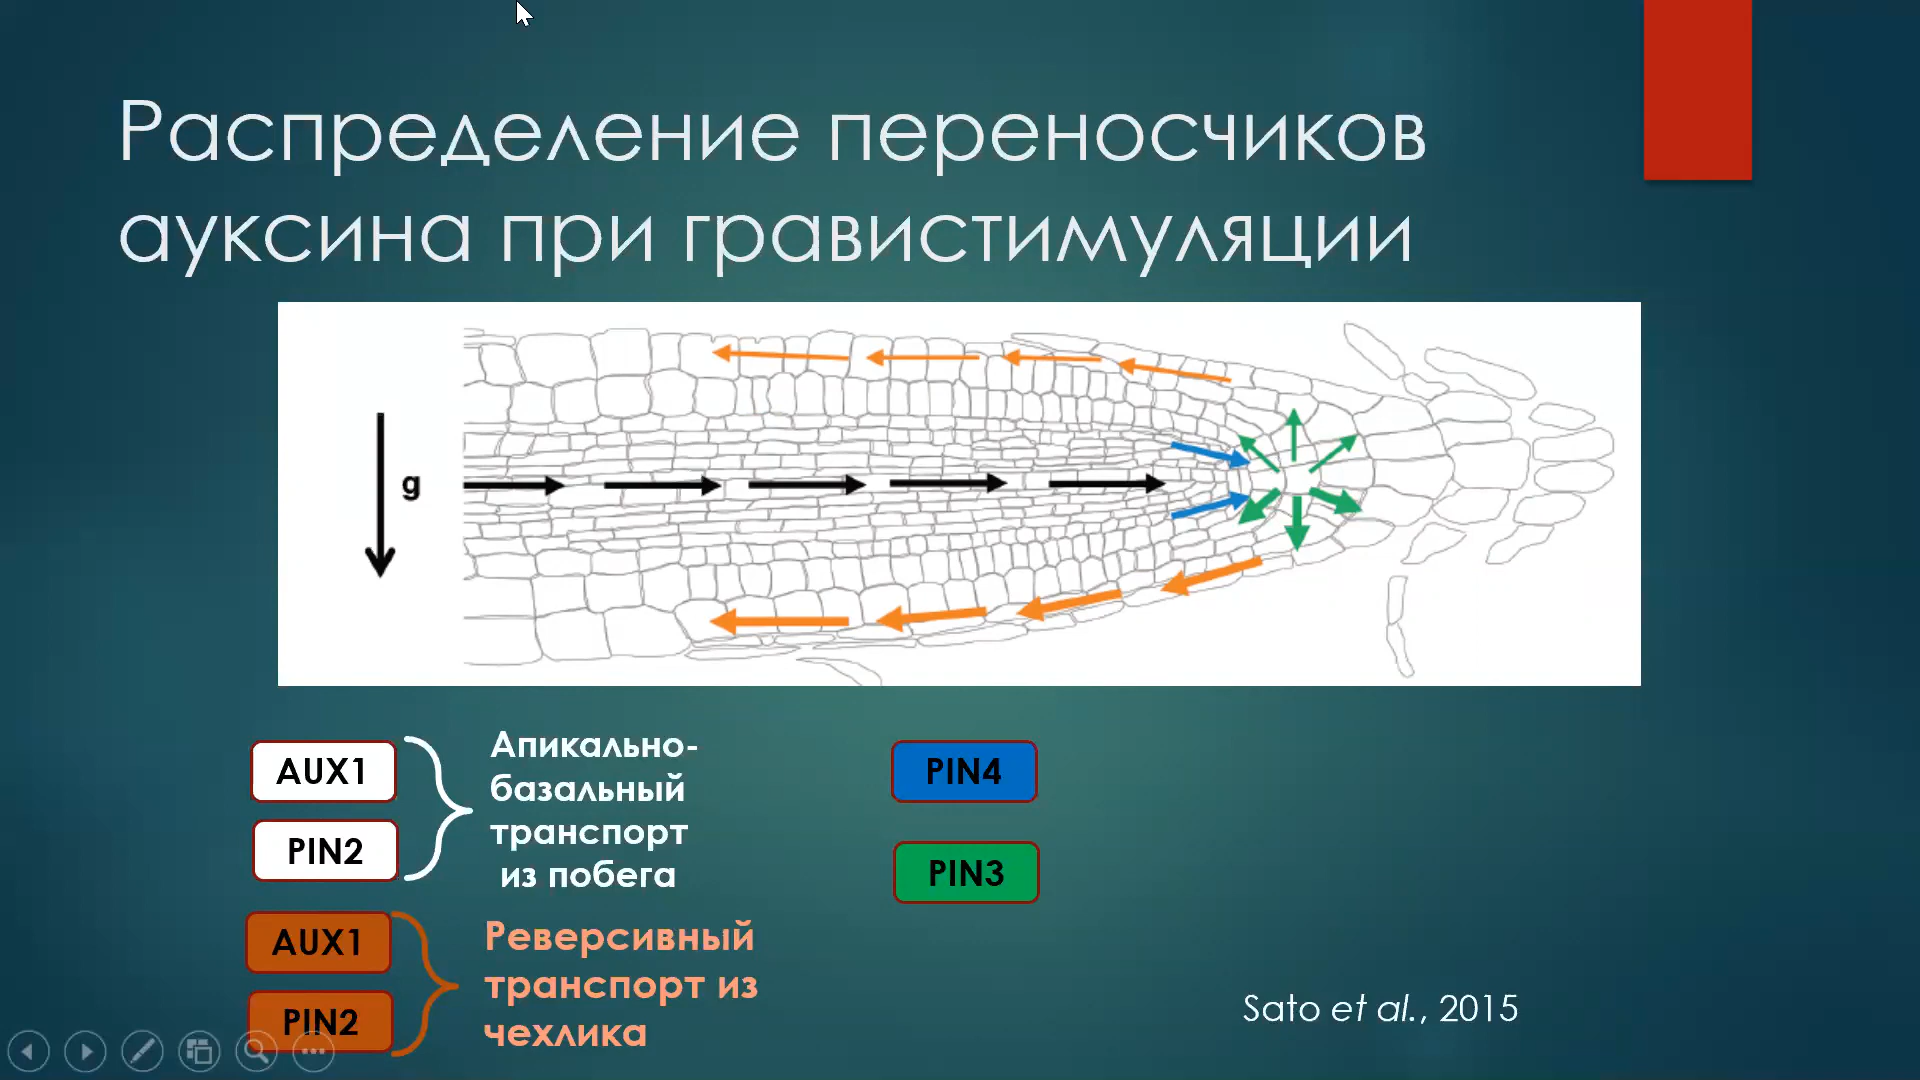 Распределение переносчиков
ауксина при гравистимуляции
g
AUX1
PIN2
Апикально-
базальный
транспорт
из побега
AUX1
PIN2
Реверсивный
транспорт из
чехлика
PIN4
PIN3
Sato et al., 2015